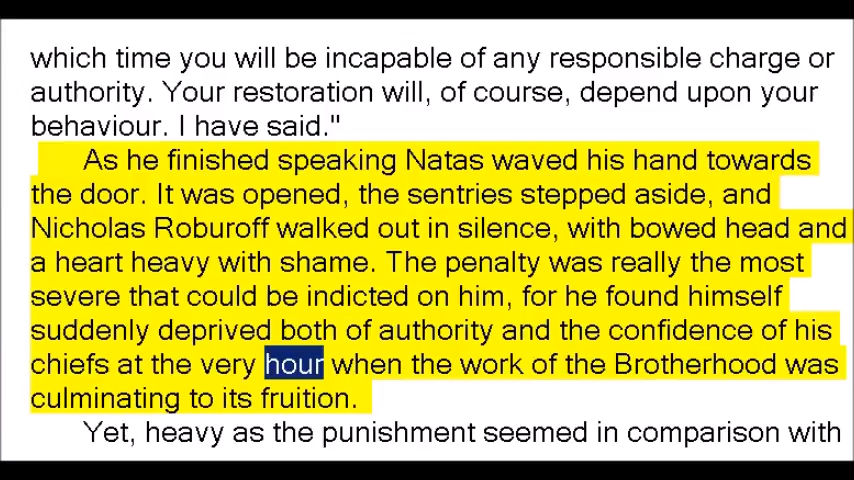 which time you will be incapable of any responsible charge or
authority. Your restoration will, of course, depend upon your
behaviour. I have said."
As he finished speaking Natas waved his hand towards
the door. It was opened, the sentries stepped aside, and
Nicholas Roburoff walked out in silence, with bowed head and
a heart heavy with shame. The penalty was really the most
severe that could be indicted on him, for he found himself
suddenly deprived both of authority and the confidence of his
chiefs at the very hour when the work of the Brotherhood was
culminating to its fruition.
Yet, heavy as the punishment seemed in comparison with